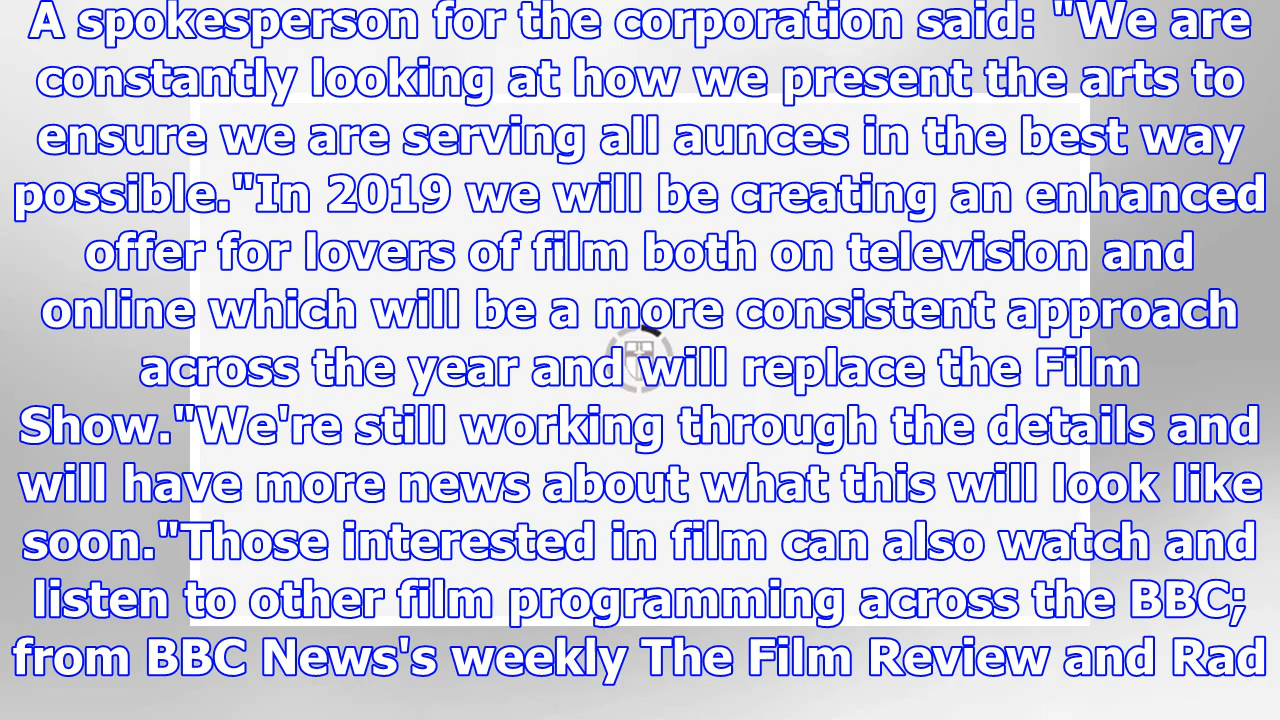 A spokesperson for the corporation said: "We are
constantly looking at how we present the arts to
ensure we are serving all aunces in the best way
possible."In 2019 we will be creating an enhanced
offer for lovers of film both on television and
online which will be a more consistent approach
across the year and will replace the Film
Show."We're still working through the details and
will have more news about what this will look like
soon."Those interested in film can also watch and
listen to other film programming across the BBC;
from BBC News's weekly The Film Review and Rad